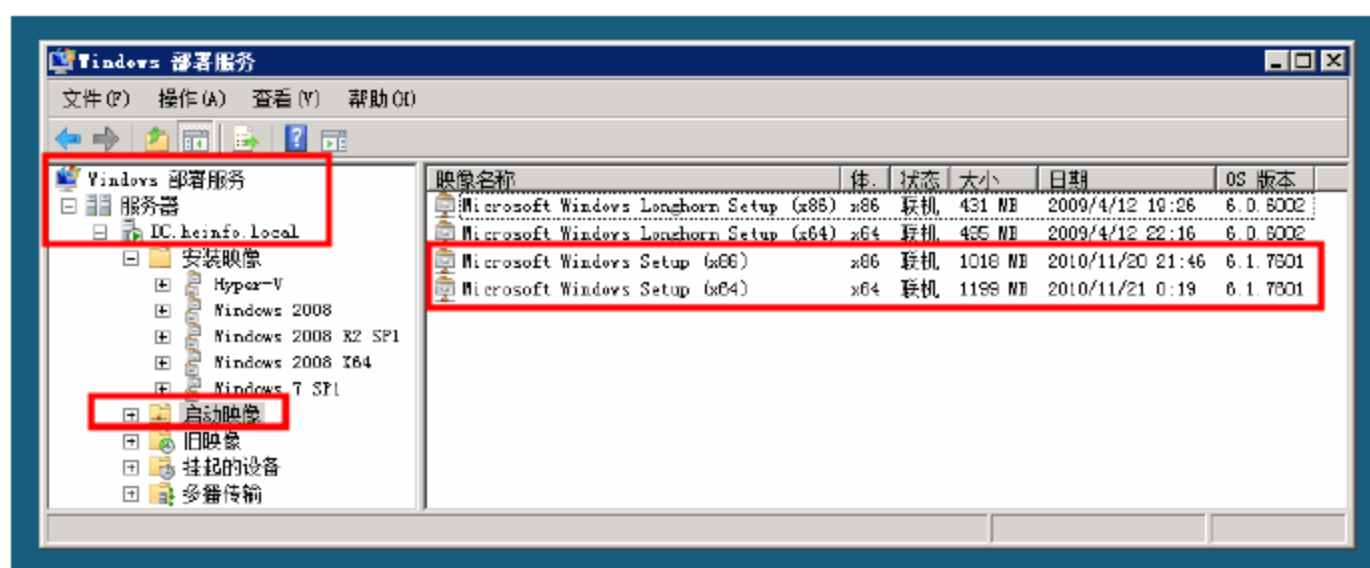 Windows 部署服务
文件(F) 操作(A) 查看(V) 帮助(H)
Windows 部署服务
服务器
DC.heinfo.local
安装映像
Hyper-V
Windows 2008
Windows 2008 R2 SP1
Windows 2008 X64
Windows 7 SP1
启动映像
旧映像
挂起的设备
多播传输
映像名称 体. 状态 大小 日期 OS 版本
Microsoft Windows Longhorn Setup (x86) x86 联机 431 MB 2009/4/12 19:26 6.0.6002
Microsoft Windows Longhorn Setup (x64) x64 联机 495 MB 2009/4/12 22:16 6.0.6002
Microsoft Windows Setup (x86) x86 联机 1018 MB 2010/11/20 21:46 6.1.7601
Microsoft Windows Setup (x64) x64 联机 1199 MB 2010/11/21 0:19 6.1.7601